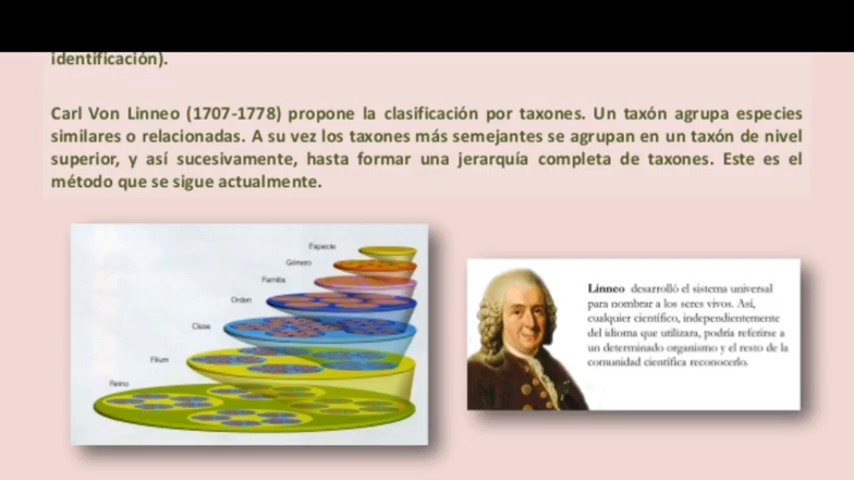 identificación).
Carl Von Linneo (1707-1778) propone la clasificación por taxones. Un taxón agrupa especies
similares o relacionadas. A su vez los taxones más semejantes se agrupan en un taxón de nivel
superior, y así sucesivamente, hasta formar una jerarquía completa de taxones. Este es el
método que se sigue actualmente.
Especie
Género
Familia
Orden
Clase
Filum
Reino
Linneo desarrolló el sistema universal
para nombrar a los seres vivos. Así,
cualquier científico, independientemente
del idioma que utilizara, podría referirse a
un determinado organismo y el resto de la
comunidad científica reconocerlo.